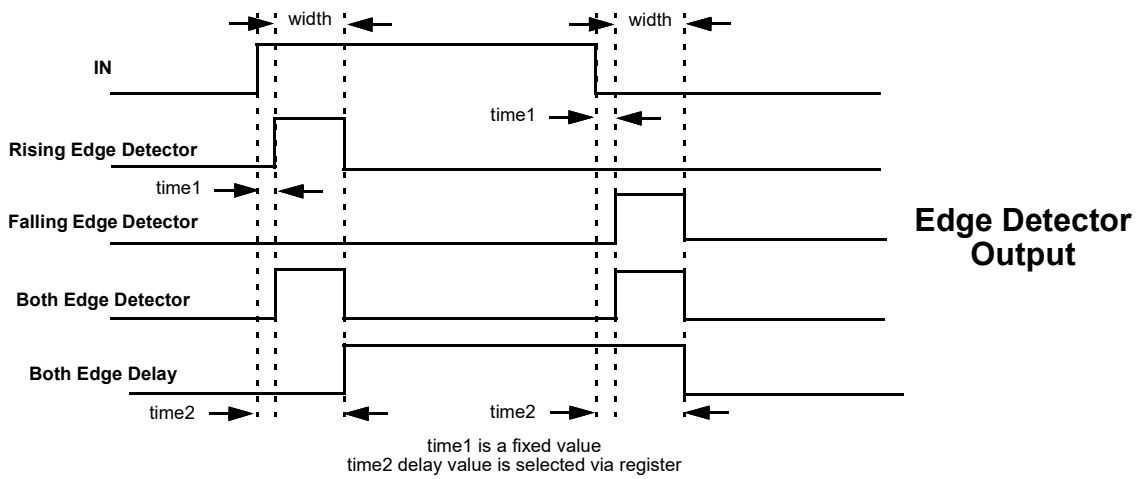 width
width
IN
time1
Rising Edge Detector
time1
Falling Edge Detector
Edge Detector
Output
Both Edge Detector
Both Edge Delay
time2
time2
time1 is a fixed value
time2 delay value is selected via register